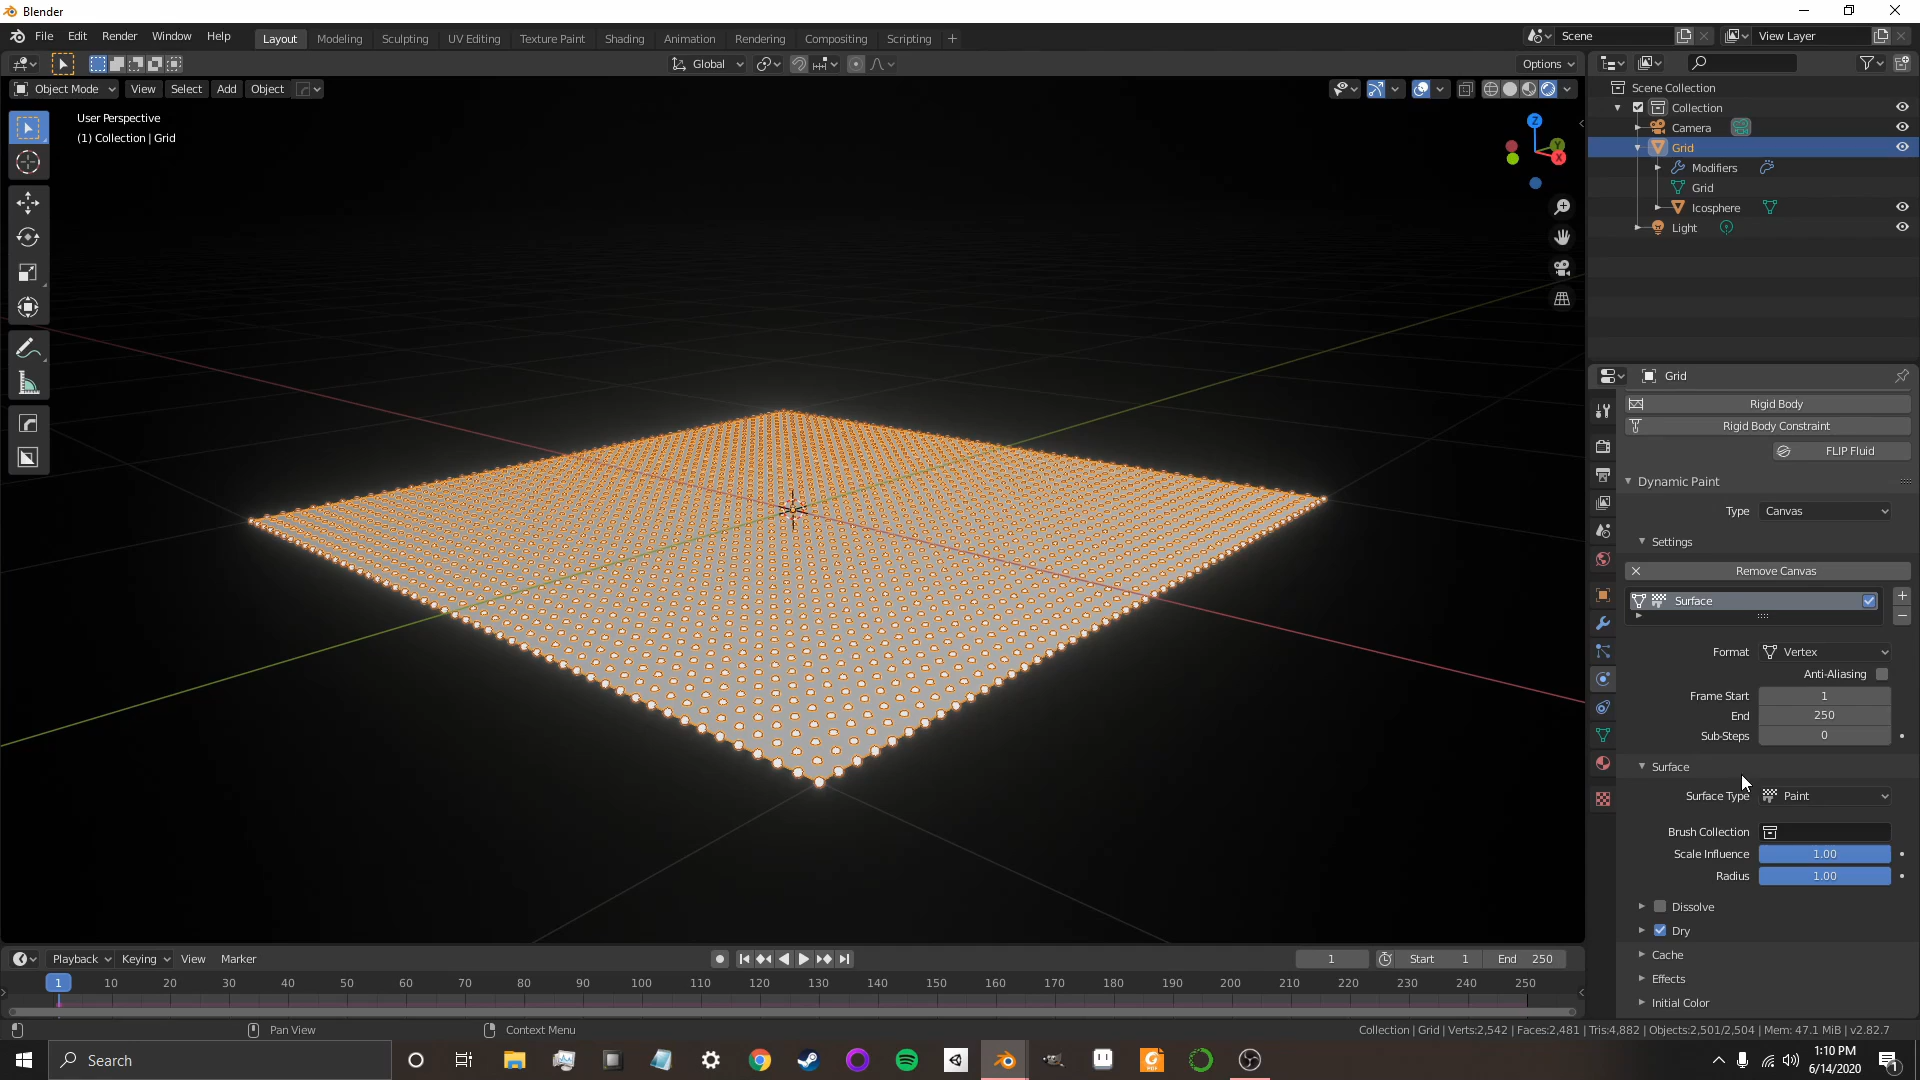 Blender
File Edit Render Window Help Layout Modeling Sculpting UV Editing Texture Paint Shading Animation Rendering Compositing Scripting + Scene View Layer
Global Options
Object Mode View Select Add Object
User Perspective
(1) Collection | Grid
Z
Y
X
Scene Collection
Collection
Camera
Grid
Modifiers
Grid
Icosphere
Light
Grid
Rigid Body
Rigid Body Constraint
FLIP Fluid
Dynamic Paint
Type Canvas
Settings
Remove Canvas
Surface
Format Vertex
Anti-Aliasing
Frame Start 1
End 250
Sub-Steps 0
Surface
Surface Type Paint
Brush Collection
Scale Influence 1.00
Radius 1.00
Dissolve
Dry
Cache
Effects
Initial Color
Playback Keying View Marker 1 Start 1 End 250
1 10 20 30 40 50 60 70 80 90 100 110 120 130 140 150 160 170 180 190 200 210 220 230 240 250
Pan View Context Menu Collection | Grid | Verts:2,542 | Faces:2,481 | Tris:4,882 | Objects:2,501/2,504 | Mem: 47.1 MiB | v2.82.7
Search
1:10 PM
6/14/2020
1